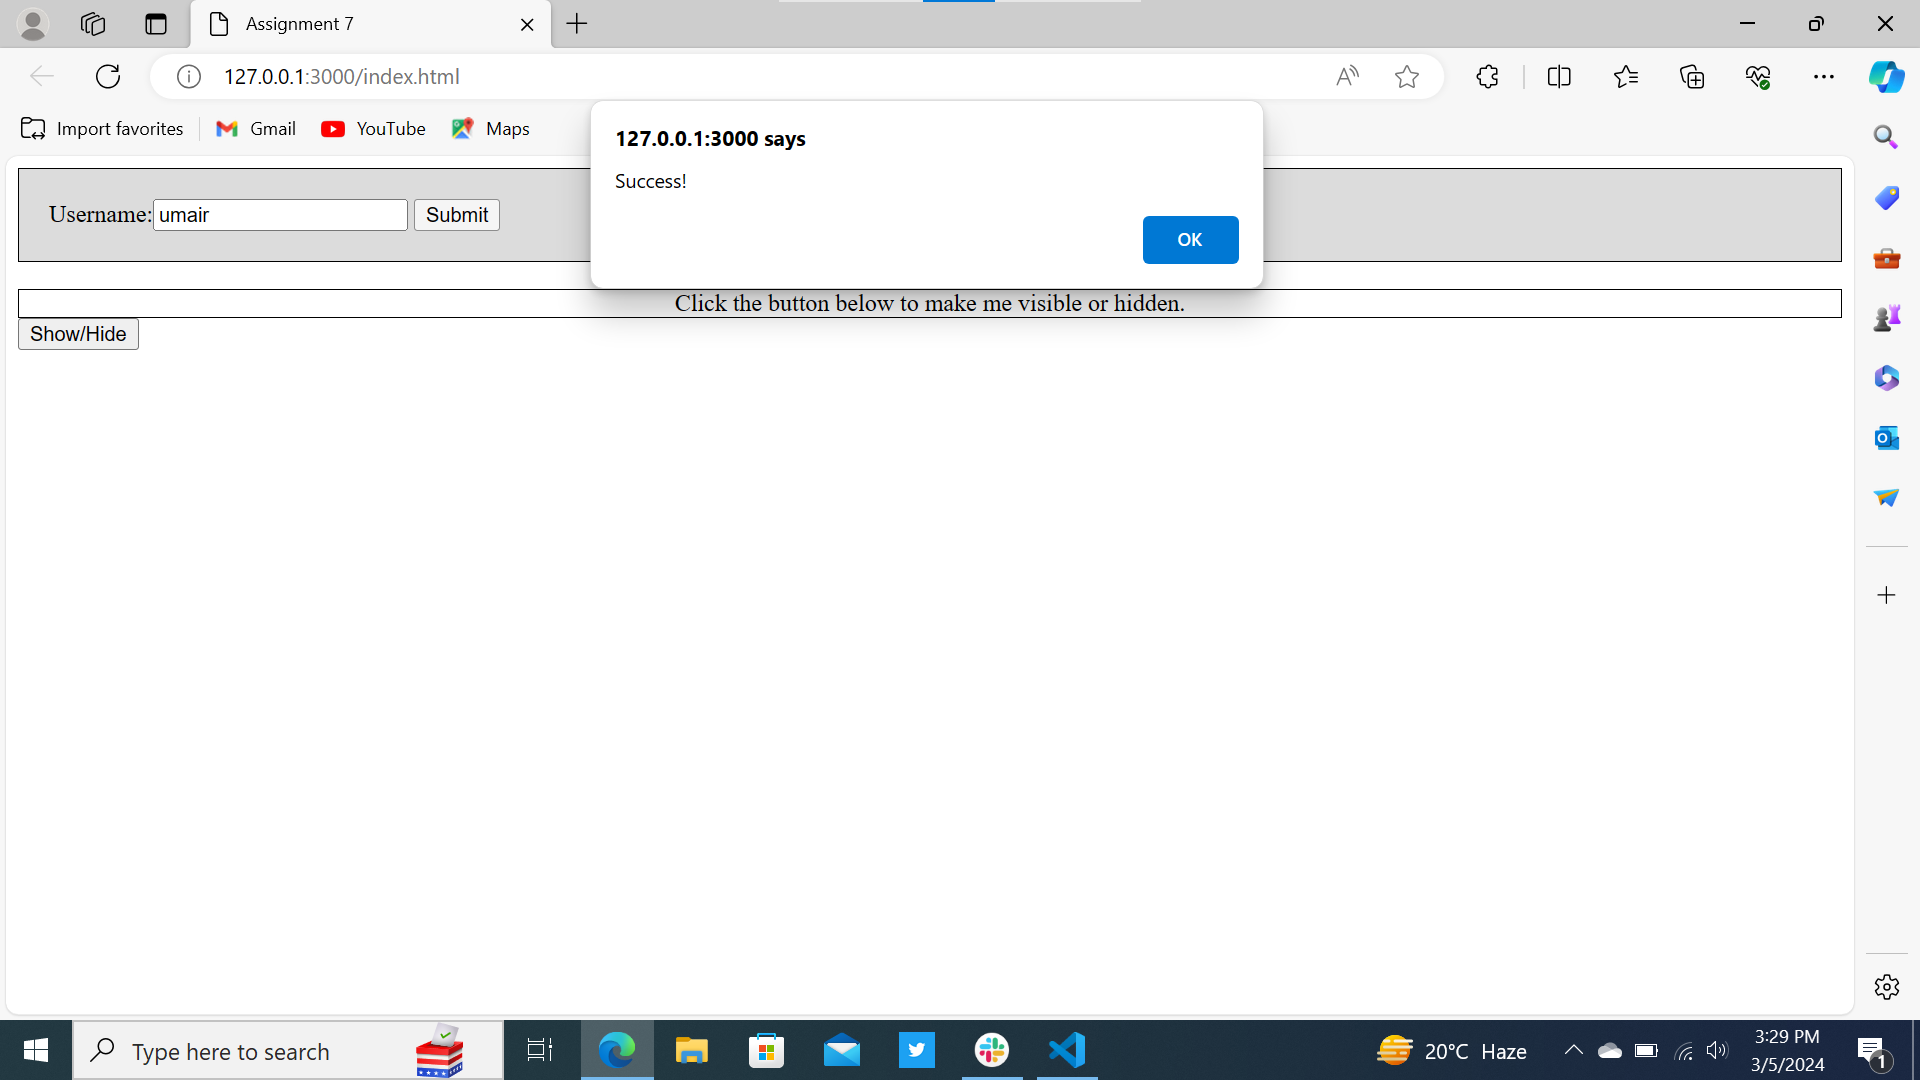 Assignment 7
127.0.0.1:3000/index.html
Import favorites
Gmail
YouTube
Maps
127.0.0.1:3000 says
Success!
OK
Username:
umair
Submit
Click the button below to make me visible or hidden.
Show/Hide
Type here to search
20°C Haze
3:29 PM
3/5/2024
1